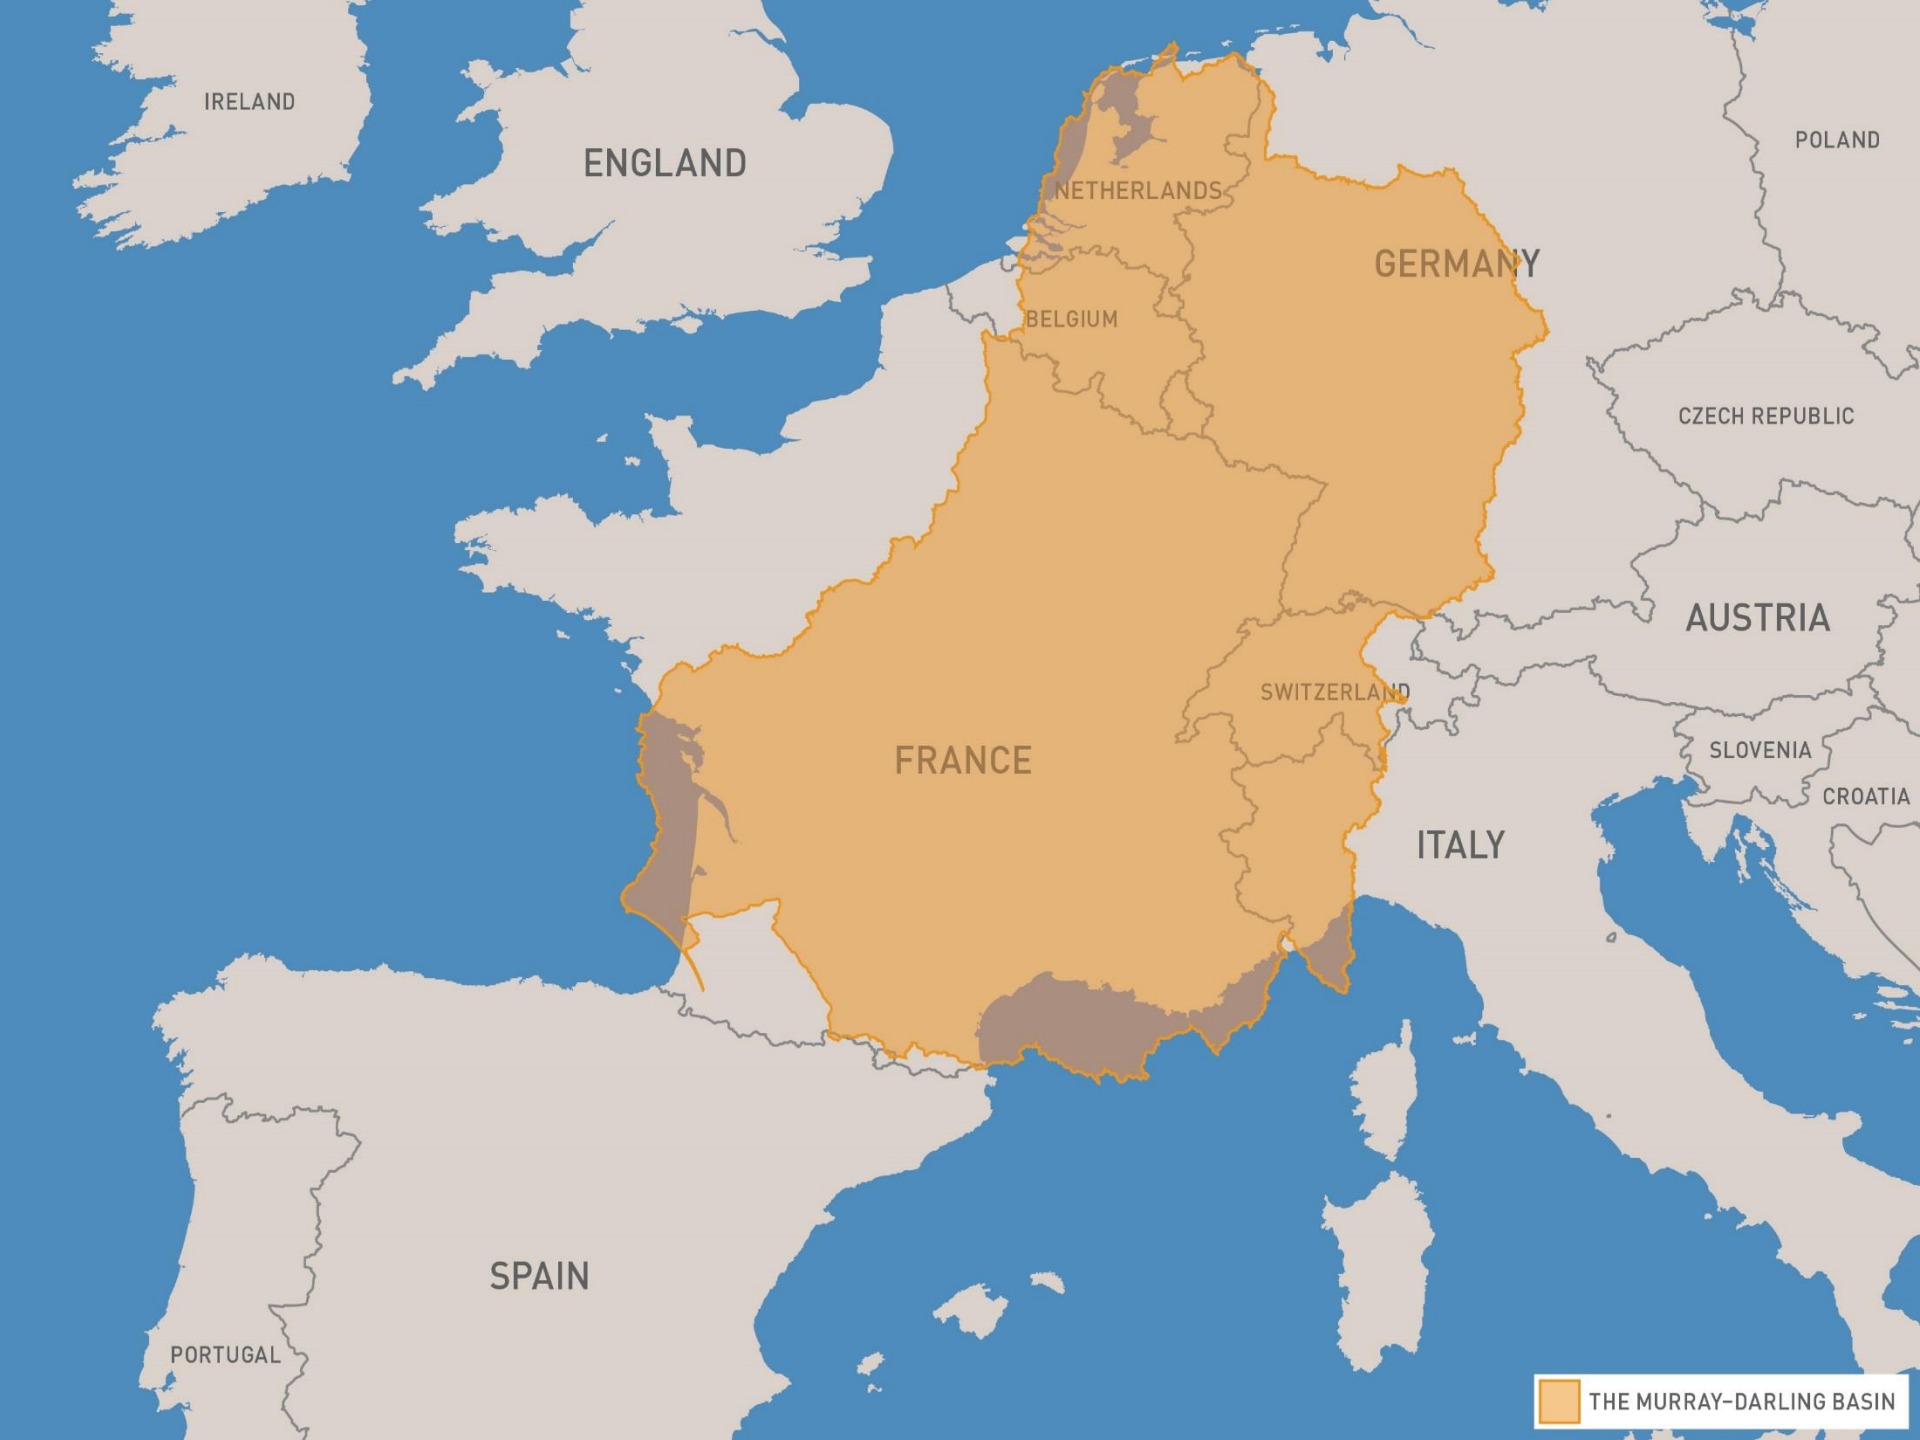 IRELAND
POLAND
ENGLAND
NETHERLANDS
GERMANY
BELGIUM
CZECH REPUBLIC
AUSTRIA
SWITZERLAND
SLOVENIA
FRANCE
CROATIA
ITALY
SPAIN
PORTUGAL
THE MURRAY–DARLING BASIN